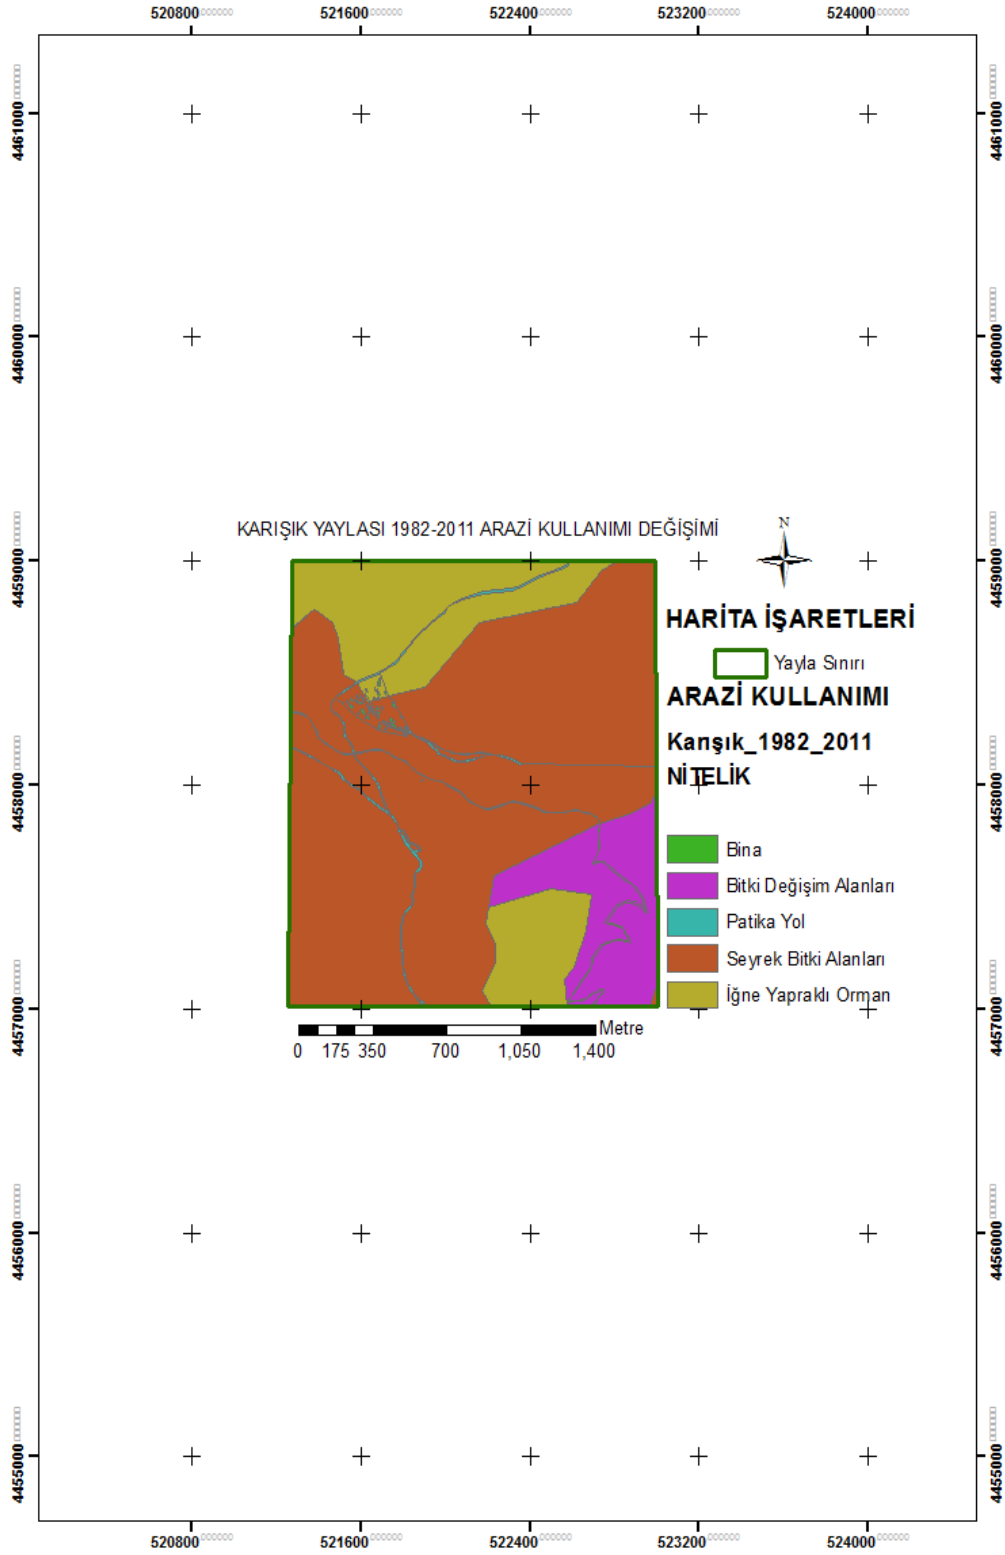 520800 521600 522400 523200 524000
4461000 4461000
4460000 4460000
KARIŞIK YAYLASI 1982-2011 ARAZİ KULLANIMI DEĞİŞİMİ
N
4459000 4459000
HARİTA İŞARETLERİ
Yayla Sınırı
ARAZİ KULLANIMI
Karışık_1982_2011
NİTELİK
4458000 4458000
Bina
Bitki Değişim Alanları
Patika Yol
Seyrek Bitki Alanları
İğne Yapraklı Orman
4457000 4457000
Metre
0 175 350 700 1,050 1,400
4456000 4456000
4455000 4455000
520800 521600 522400 523200 524000